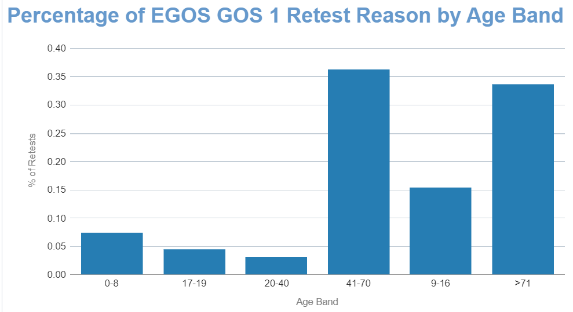 Percentage of EGOS GOS 1 Retest Reason by Age Band
0.40
0.35
0.30
0.25
0.20
0.15
0.10
0.05
0.00
% of Retests
0-8 17-19 20-40 41-70 9-16 >71
Age Band